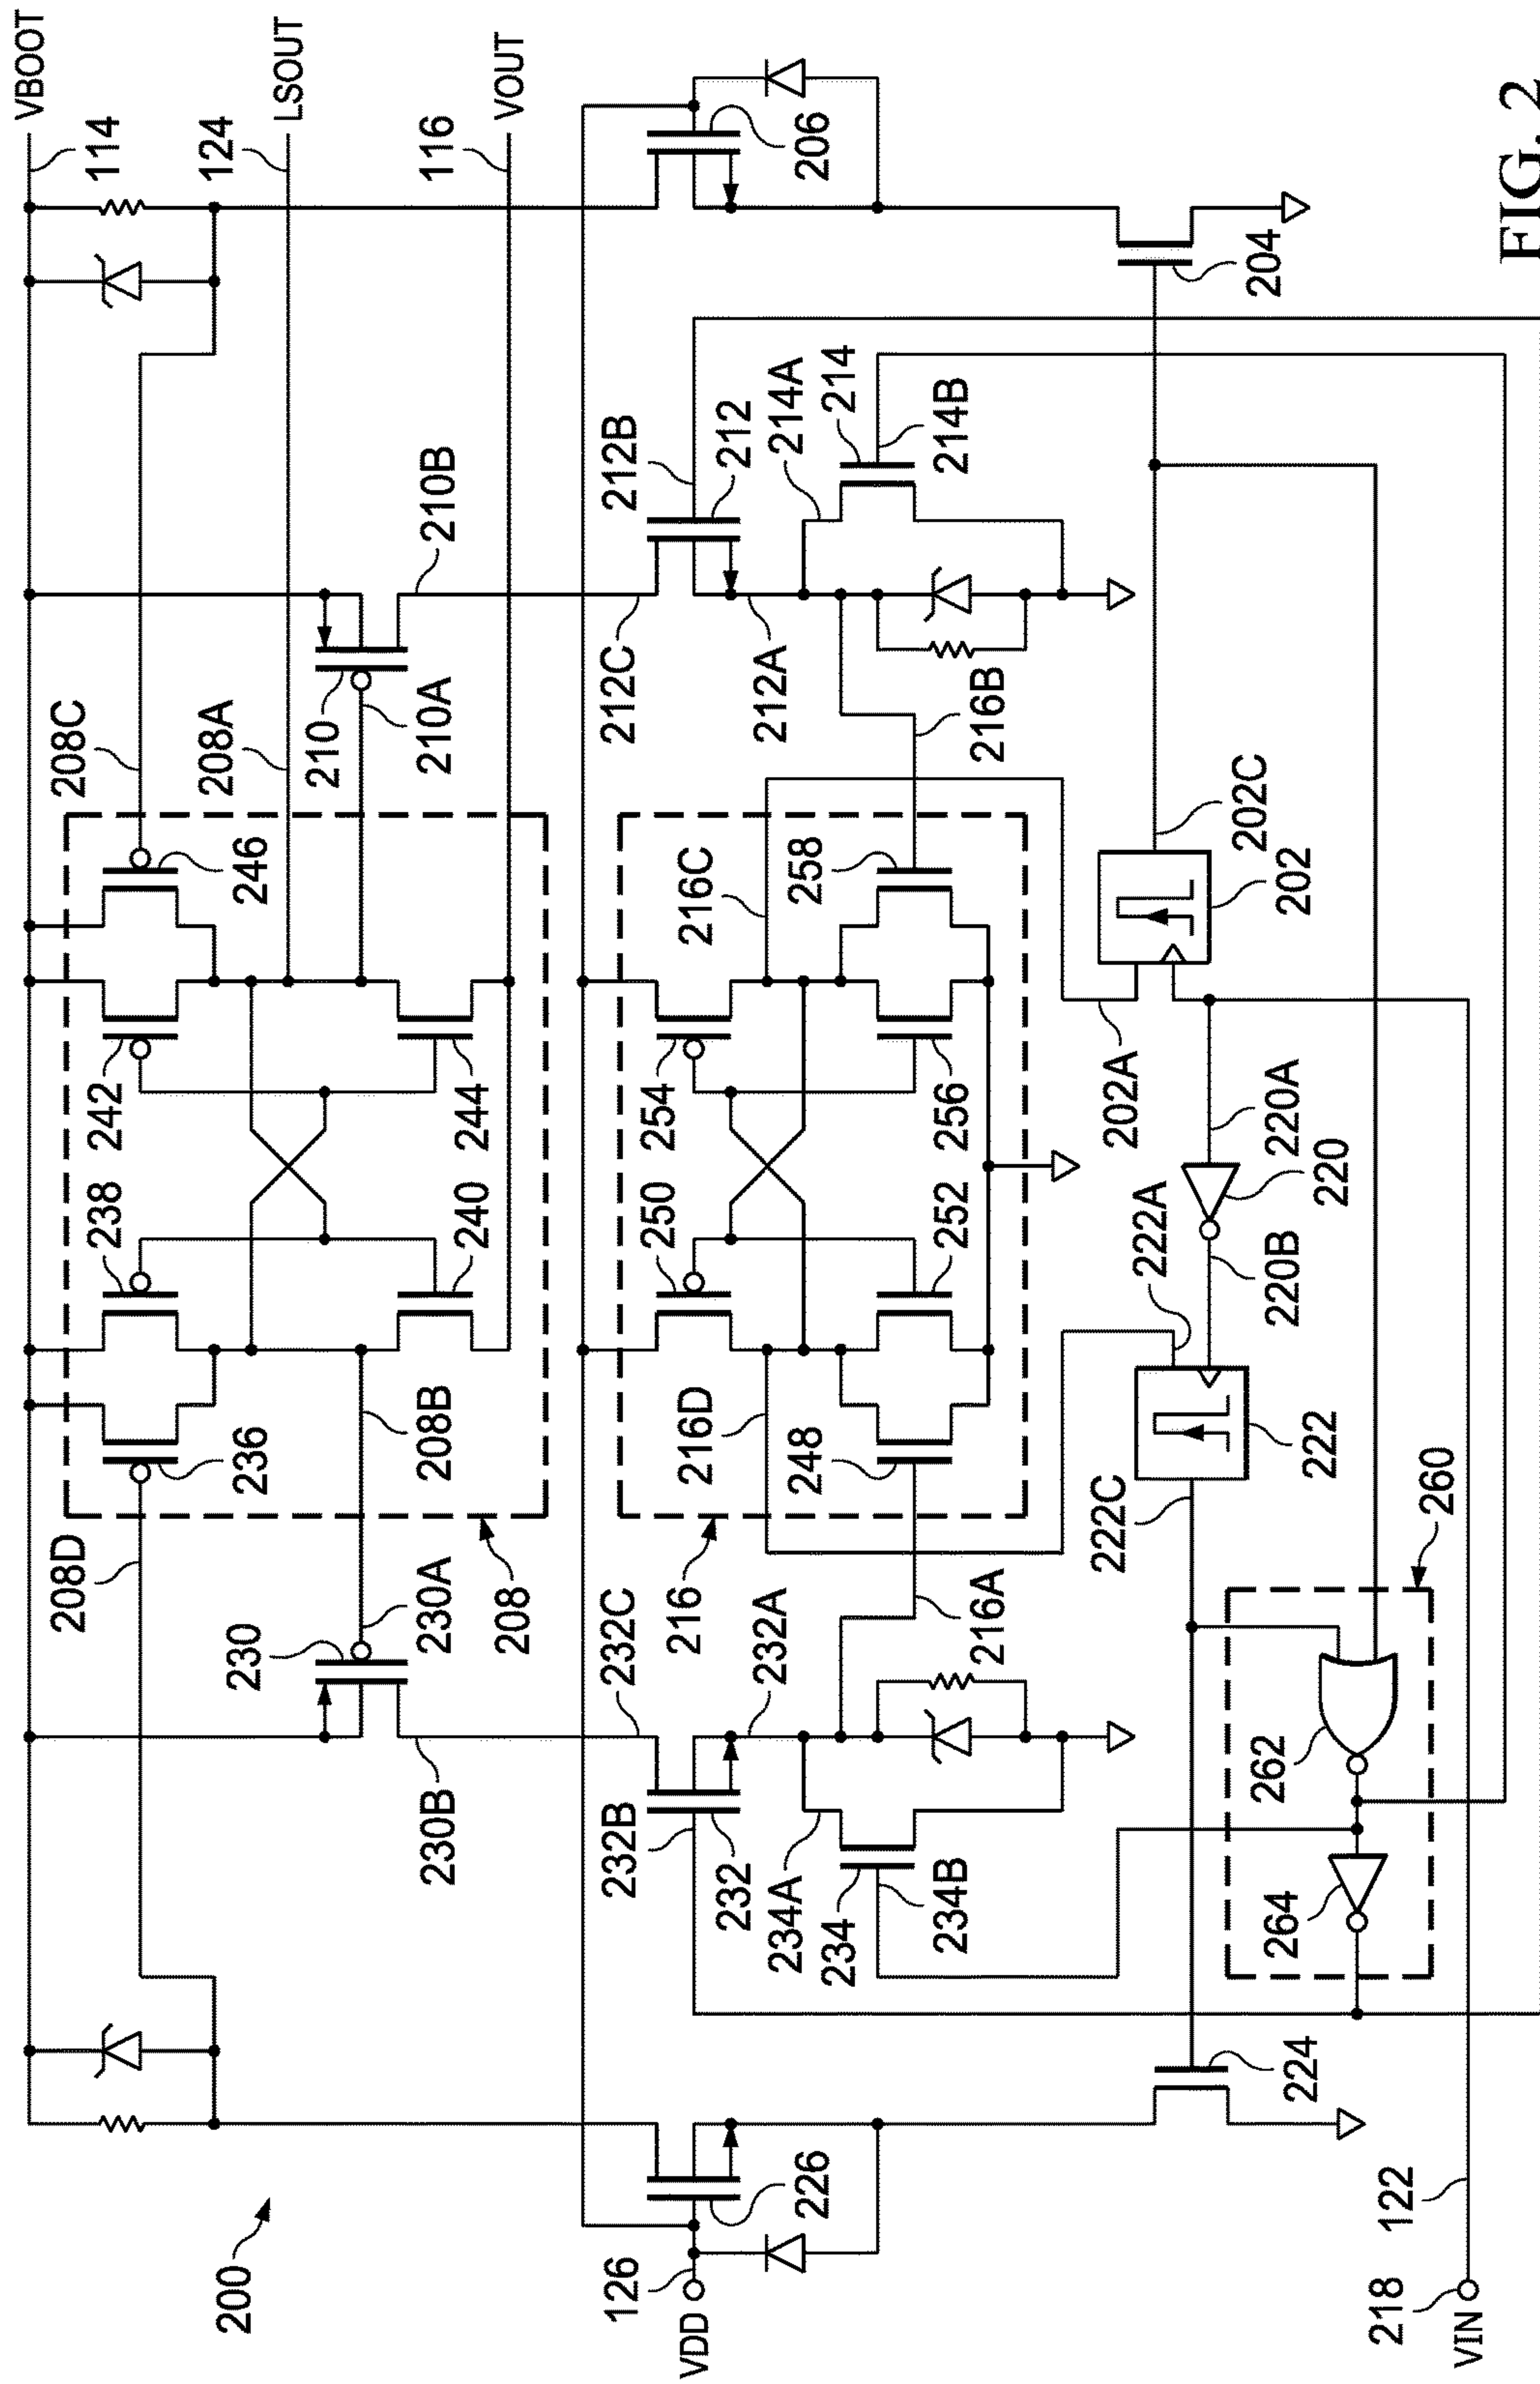 200
VBOOT
114
LSOUT
124
VOUT
116
208D
208C
236
238
242
246
208A
230
230A
208B
240
244
208
210
210A
210B
230B
232C
232B
232
232A
216
216D
216C
250
254
248
252
256
258
216A
216B
212C
212B
212
212A
214A
214
214B
234A
234
234B
206
126
VDD
226
204
202A
202C
202
222A
222C
222
220A
220
220B
260
262
264
224
122
218
VIN
FIG. 2